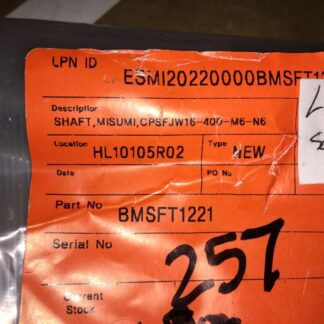 LPN ID
ESMI20220000BMSFT1
Description
SHAFT,MISUMI,CPSFJW16-400-M6-N6
Location HL10105R02 Type NEW
Date PO No
Part No BMSFT1221
Serial No
257
Current
Stock